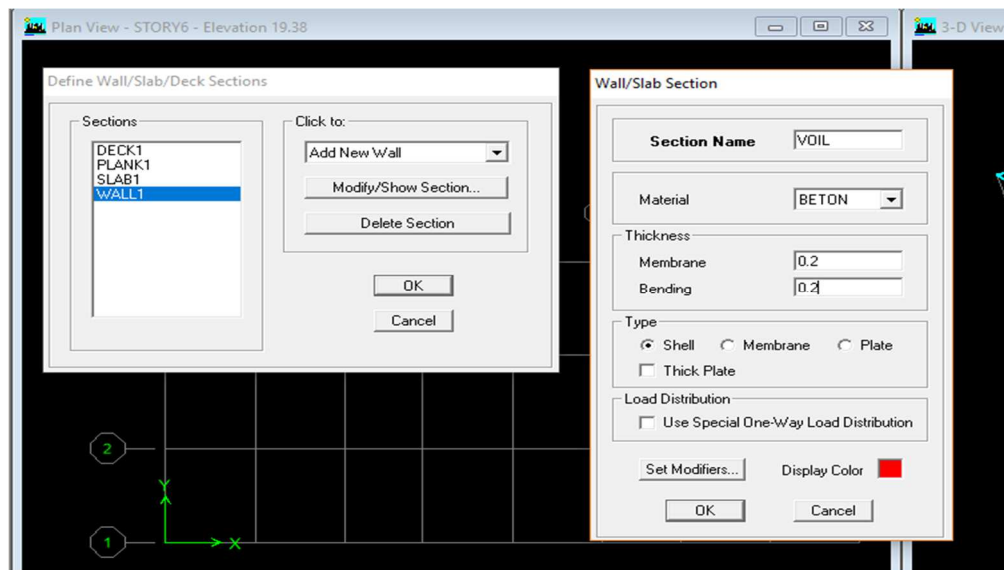 Plan View - STORY6 - Elevation 19.38
3-D View
Define Wall/Slab/Deck Sections
Sections
DECK1
PLANK1
SLAB1
WALL1
Click to:
Add New Wall
Modify/Show Section...
Delete Section
OK
Cancel
Wall/Slab Section
Section Name VOIL
Material BETON
Thickness
Membrane 0.2
Bending 0.2
Type
Shell Membrane Plate
Thick Plate
Load Distribution
Use Special One-Way Load Distribution
Set Modifiers... Display Color
OK Cancel
2
Y
1 X